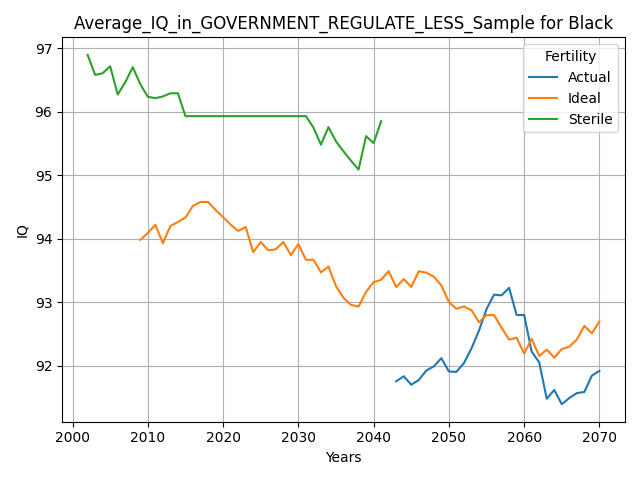 Average_IQ_in_GOVERNMENT_REGULATE_LESS_Sample for Black
Fertility
Actual
Ideal
Sterile
97
96
95
94
93
92
IQ
2000 2010 2020 2030 2040 2050 2060 2070
Years